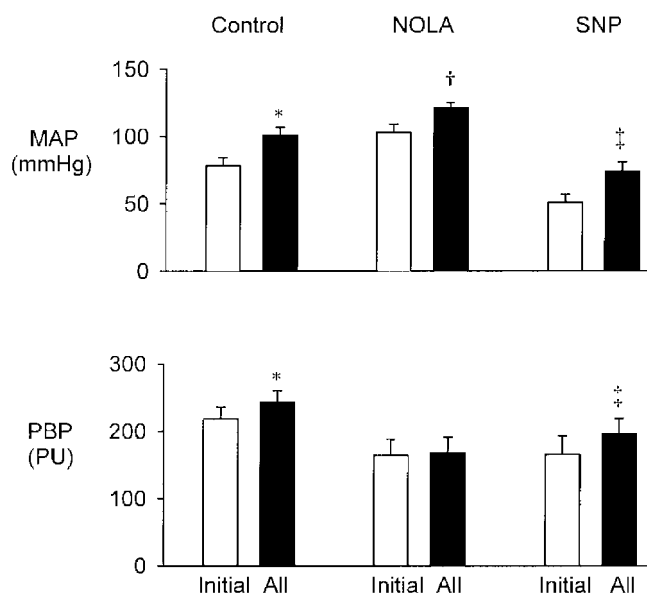 Control NOLA SNP
MAP
(mmHg)
150
100
50
0
* † ‡
PBP
(PU)
300
200
100
0
* ‡
Initial All Initial All Initial All